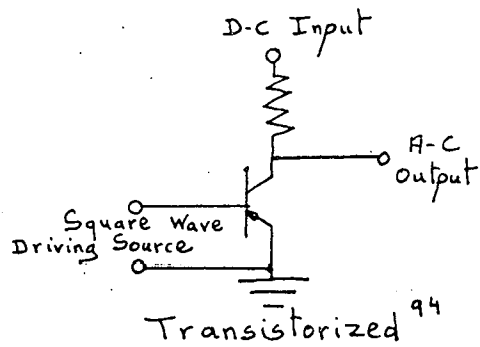 D-C Input
A-C
Output
Square Wave
Driving Source
Transistorized 94